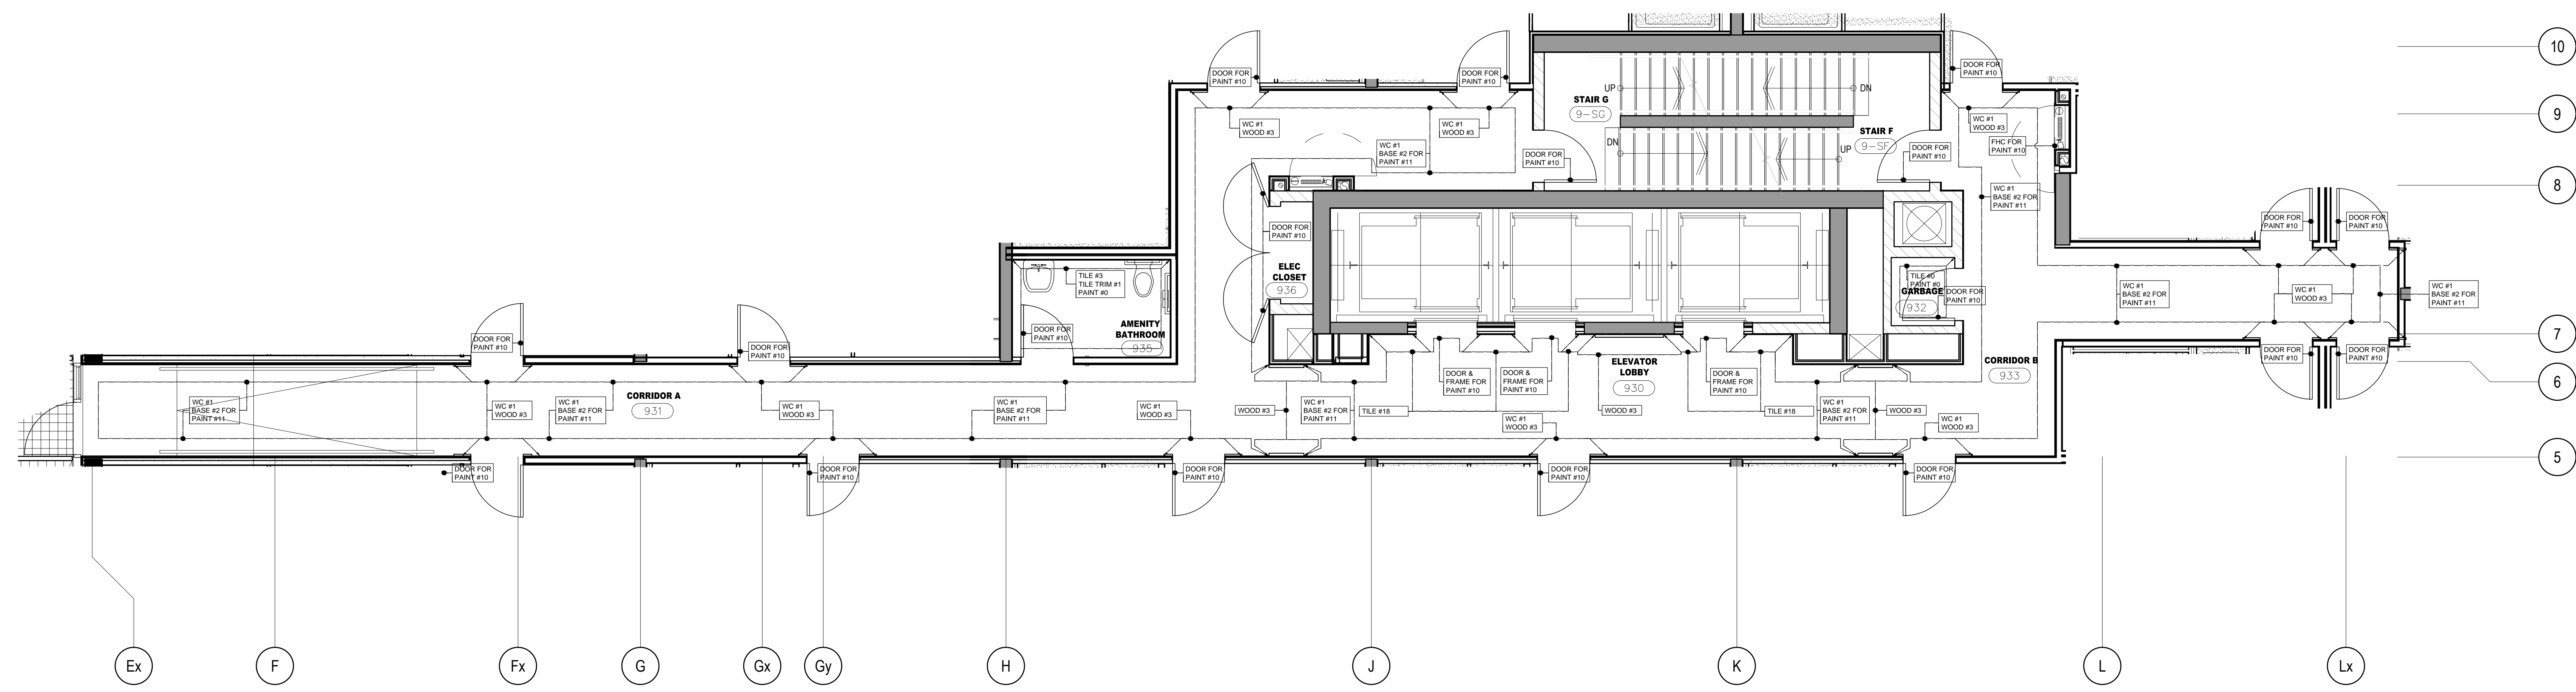 10
DOOR FOR
PAINT #10
DOOR FOR
PAINT #10
DOOR FOR
PAINT #10
UP
DN
STAIR G
9-SG
9
WC #1
WOOD #3
WC #1
WOOD #3
WC #1
WOOD #3
STAIR F
9-SF
DN
UP
WC #1
BASE #2 FOR
PAINT #11
DOOR FOR
PAINT #10
DOOR FOR
PAINT #10
FHC FOR
PAINT #10
8
WC #1
BASE #2 FOR
PAINT #11
DOOR FOR
PAINT #10
DOOR FOR
PAINT #10
DOOR FOR
PAINT #10
ELEC
CLOSET
936
TILE #3
TILE TRIM #1
PAINT #0
TILE #0
PAINT #0
GARBAGE
932
DOOR FOR
PAINT #10
WC #1
BASE #2 FOR
PAINT #11
WC #1
WOOD #3
WC #1
BASE #2 FOR
PAINT #11
AMENITY
BATHROOM
935
DOOR FOR
PAINT #10
DOOR FOR
PAINT #10
DOOR FOR
PAINT #10
DOOR FOR
PAINT #10
DOOR FOR
PAINT #10
7
ELEVATOR
LOBBY
930
CORRIDOR B
933
DOOR &
FRAME FOR
PAINT #10
DOOR &
FRAME FOR
PAINT #10
DOOR &
FRAME FOR
PAINT #10
6
CORRIDOR A
931
WC #1
BASE #2 FOR
PAINT #11
WC #1
WOOD #3
WC #1
BASE #2 FOR
PAINT #11
WC #1
WOOD #3
WC #1
BASE #2 FOR
PAINT #11
WC #1
WOOD #3
WOOD #3
WC #1
BASE #2 FOR
PAINT #11
TILE #18
WC #1
WOOD #3
WOOD #3
TILE #18
WC #1
BASE #2 FOR
PAINT #11
WOOD #3
WC #1
WOOD #3
5
DOOR FOR
PAINT #10
DOOR FOR
PAINT #10
DOOR FOR
PAINT #10
DOOR FOR
PAINT #10
DOOR FOR
PAINT #10
Ex
F
Fx
G
Gx
Gy
H
J
K
L
Lx